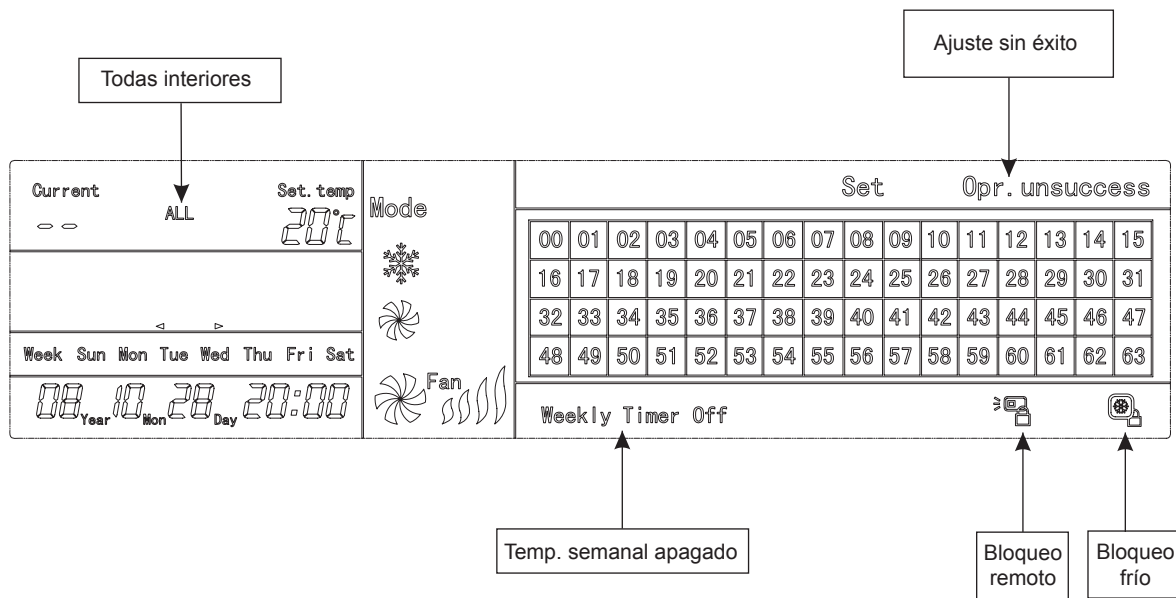 Ajuste sin éxito
Todas interiores
Current ALL Set.temp
-- 20°C
Mode
Set Opr.unsuccess
00 01 02 03 04 05 06 07 08 09 10 11 12 13 14 15
16 17 18 19 20 21 22 23 24 25 26 27 28 29 30 31
32 33 34 35 36 37 38 39 40 41 42 43 44 45 46 47
48 49 50 51 52 53 54 55 56 57 58 59 60 61 62 63
Week Sun Mon Tue Wed Thu Fri Sat
08 Year 10 Mon 28 Day 20:00
Fan
Weekly Timer Off
Temp. semanal apagado
Bloqueo
remoto
Bloqueo
frío